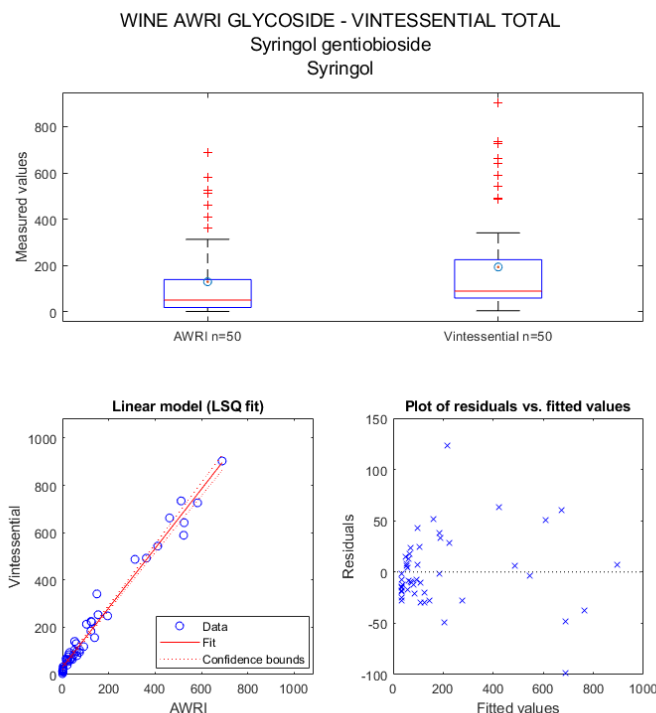 WINE AWRI GLYCOSIDE - VINTESSENTIAL TOTAL
Syringol gentiobioside
Syringol
Measured values
800
600
400
200
0
AWRI n=50
Vintessential n=50
Linear model (LSQ fit)
Vintessential
1000
800
600
400
200
0
0
200
400
600
800
1000
AWRI
Data
Fit
Confidence bounds
Plot of residuals vs. fitted values
Residuals
150
100
50
0
-50
-100
0
200
400
600
800
1000
Fitted values